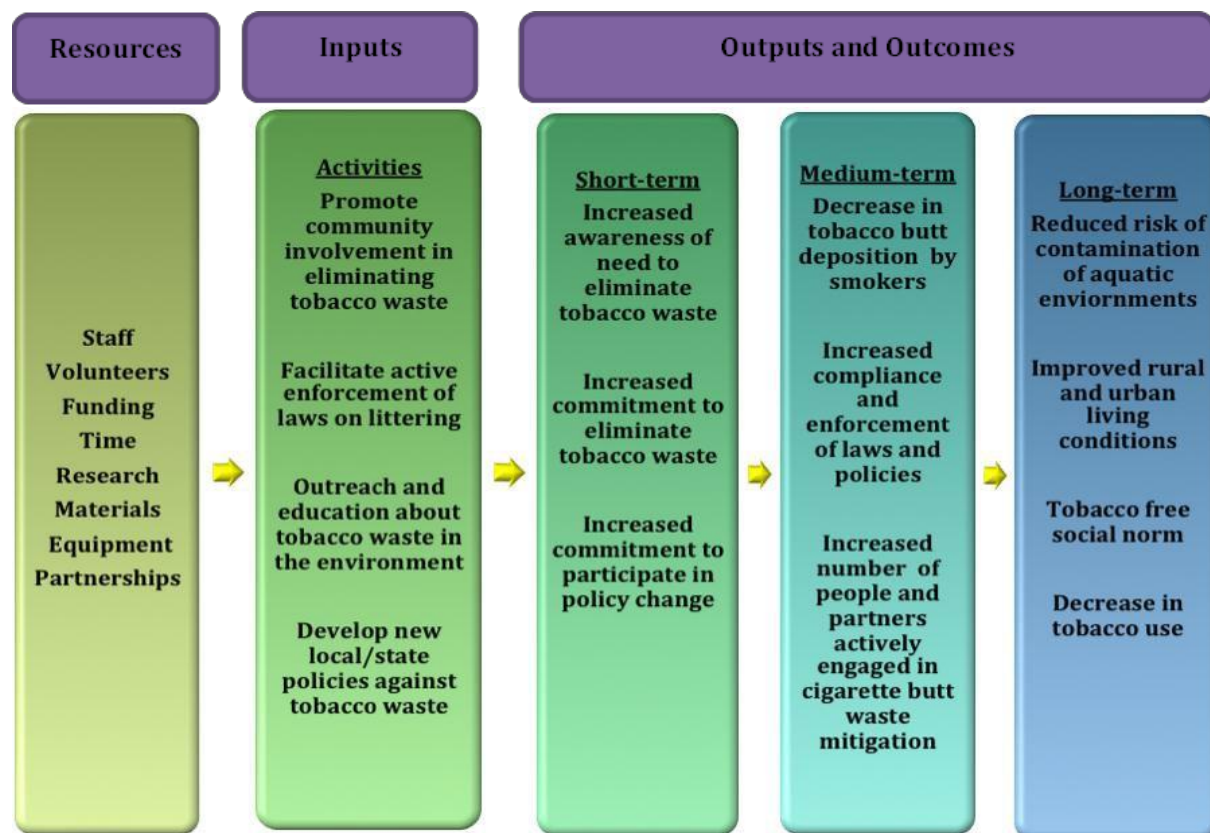 Resources
Inputs
Outputs and Outcomes
Staff
Volunteers
Funding
Time
Research
Materials
Equipment
Partnerships
Activities
Promote
community
involvement in
eliminating
tobacco waste
Facilitate active
enforcement of
laws on littering
Outreach and
education about
tobacco waste in
the environment
Develop new
local/state
policies against
tobacco waste
Short-term
Increased
awareness of
need to
eliminate
tobacco waste
Increased
commitment to
eliminate
tobacco waste
Increased
commitment to
participate in
policy change
Medium-term
Decrease in
tobacco butt
deposition by
smokers
Increased
compliance
and
enforcement
of laws and
policies
Increased
number of
people and
partners
actively
engaged in
cigarette butt
waste
mitigation
Long-term
Reduced risk of
contamination
of aquatic
enviornments
Improved rural
and urban
living
conditions
Tobacco free
social norm
Decrease in
tobacco use